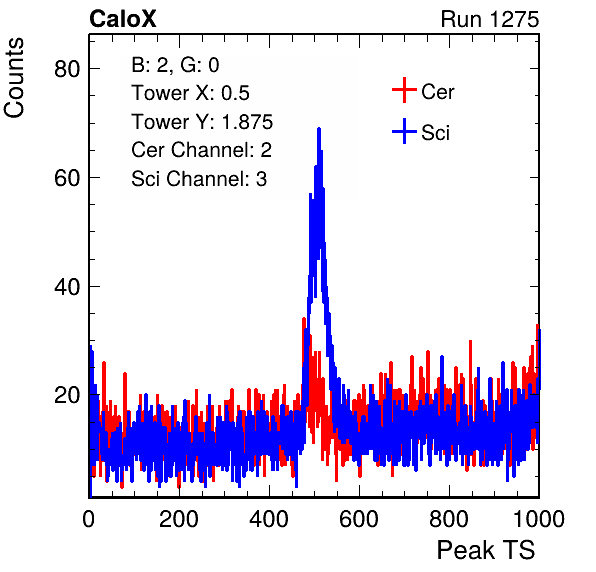 CaloX Run 1275
Counts
B: 2, G: 0
Tower X: 0.5
Tower Y: 1.875
Cer Channel: 2
Sci Channel: 3
Cer
Sci
80
60
40
20
0 200 400 600 800 1000
Peak TS